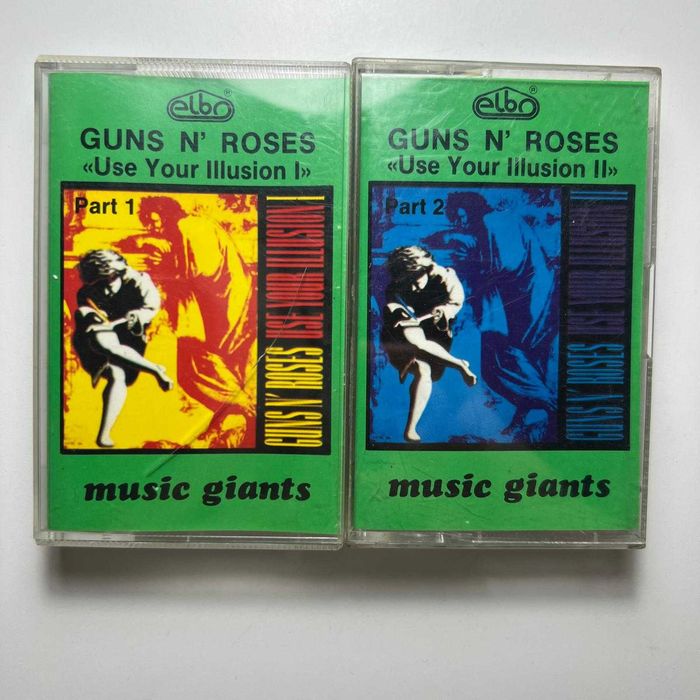 elbo®
GUNS N' ROSES
«Use Your Illusion I»
Part 1
GUNS N' ROSES USE YOUR ILLUSION I
music giants
elbo®
GUNS N' ROSES
«Use Your Illusion II»
Part 2
GUNS N' ROSES USE YOUR ILLUSION II
music giants